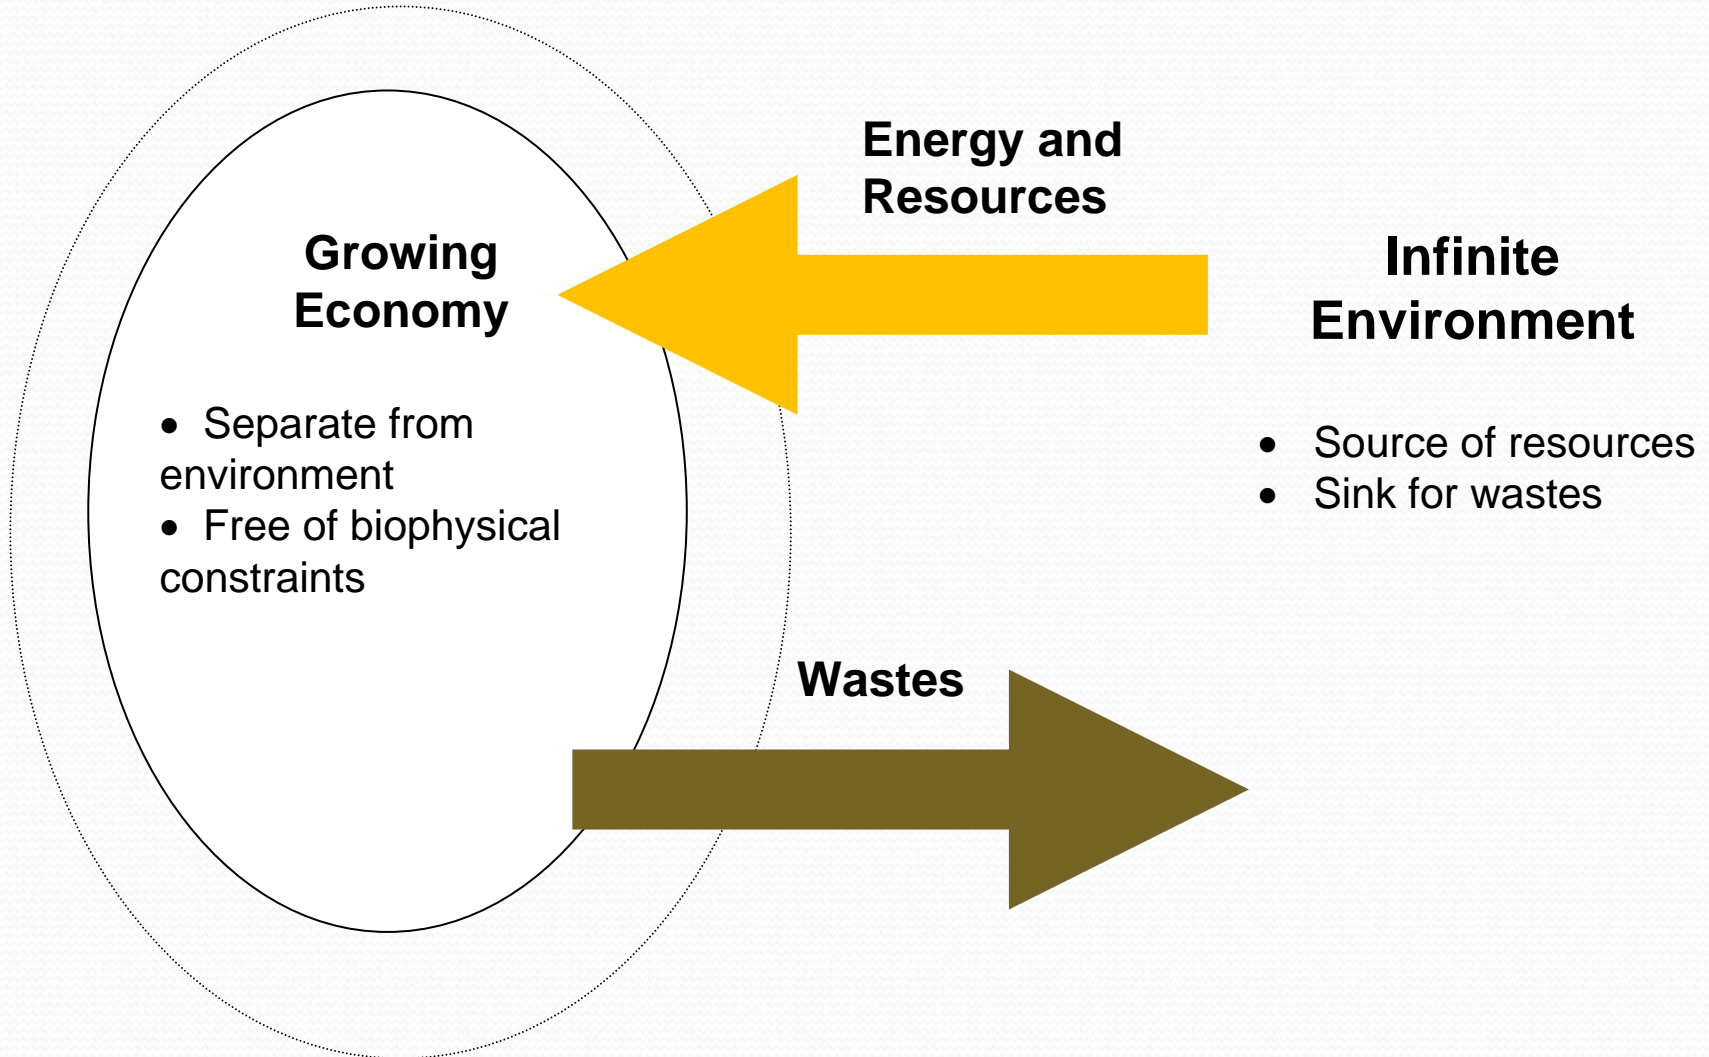 Energy and
Resources
Growing
Economy
Infinite
Environment
• Separate from
environment
• Free of biophysical
constraints
• Source of resources
• Sink for wastes
Wastes